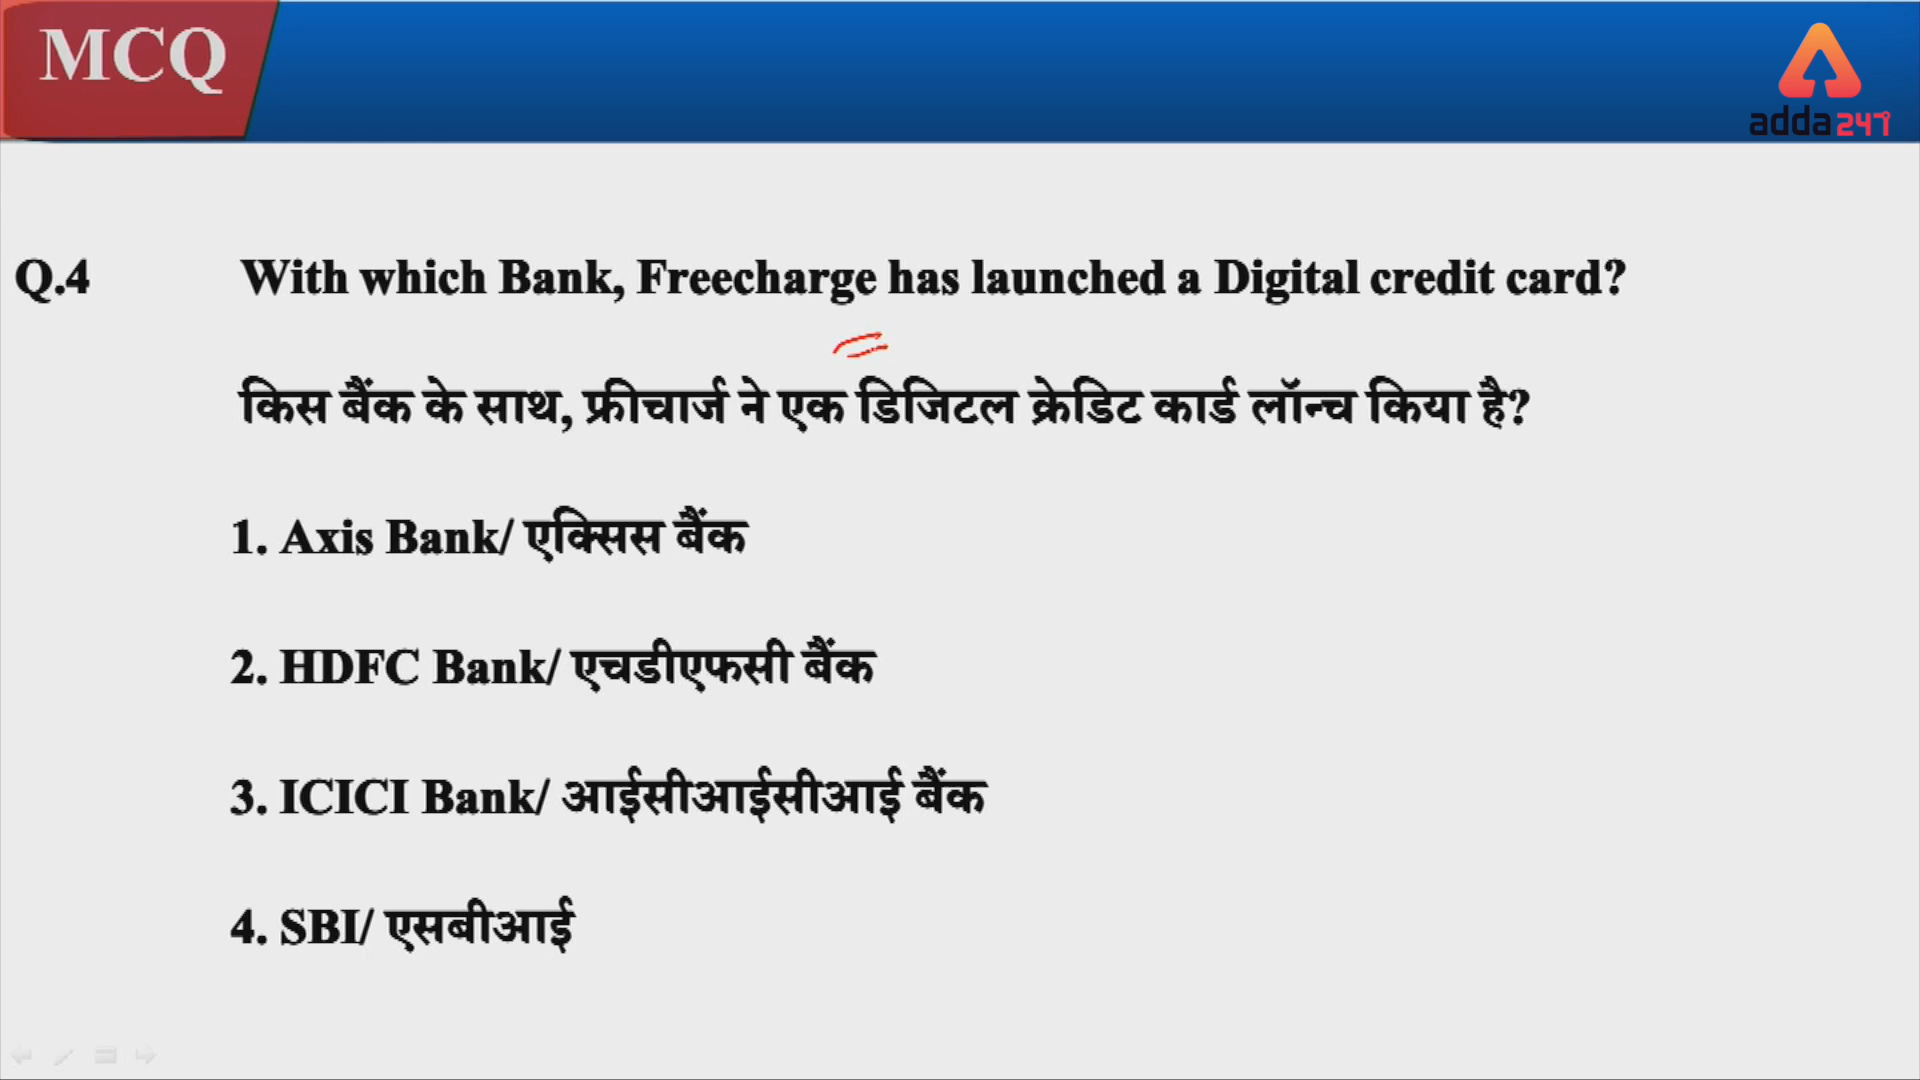 MCQ
adda247
Q.4 With which Bank, Freecharge has launched a Digital credit card?
किस बैंक के साथ, फ्रीचार्ज ने एक डिजिटल क्रेडिट कार्ड लॉन्च किया है?
1. Axis Bank/ एक्सिस बैंक
2. HDFC Bank/ एचडीएफसी बैंक
3. ICICI Bank/ आईसीआईसीआई बैंक
4. SBI/ एसबीआई